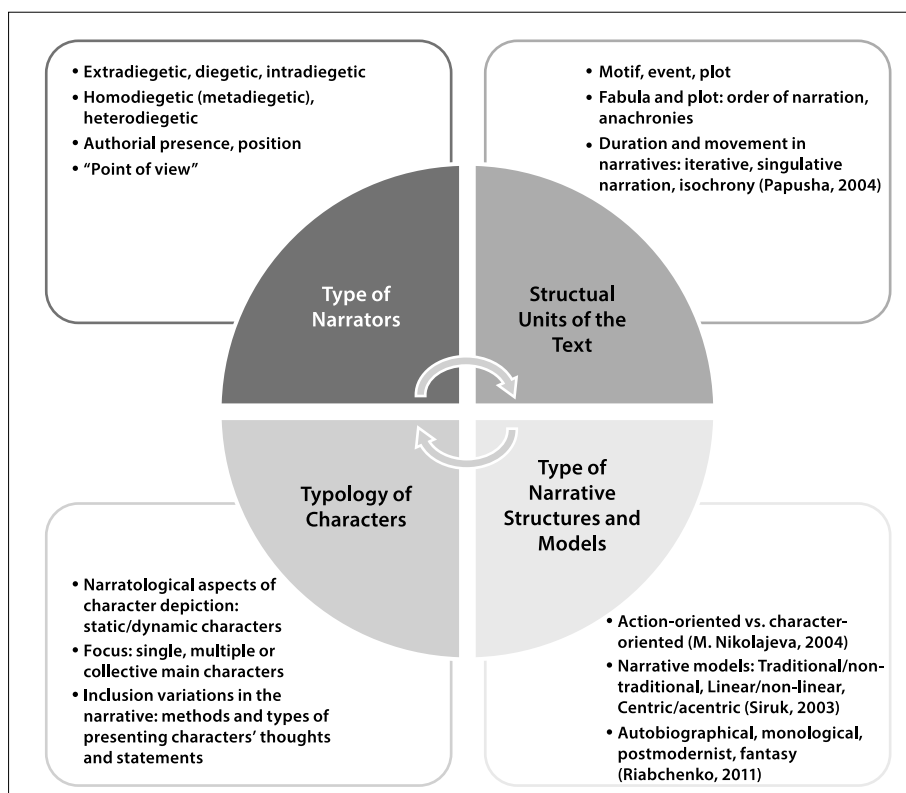 • Extradiegetic, diegetic, intradiegetic
• Homodiegetic (metadiegetic),
heterodiegetic
• Authorial presence, position
• “Point of view”
• Motif, event, plot
• Fabula and plot: order of narration,
anachronies
• Duration and movement in
narratives: iterative, singulative
narration, isochrony (Papusha, 2004)
Type of
Narrators
Structual
Units of the
Text
Typology of
Characters
Type of
Narrative
Structures and
Models
• Narratological aspects of
character depiction:
static/dynamic characters
• Focus: single, multiple or
collective main characters
• Inclusion variations in the
narrative: methods and types of
presenting characters’ thoughts
and statements
• Action-oriented vs. character-
oriented (M. Nikolajeva, 2004)
• Narrative models: Traditional/non-
traditional, Linear/non-linear,
Centric/acentric (Siruk, 2003)
• Autobiographical, monological,
postmodernist, fantasy
(Riabchenko, 2011)